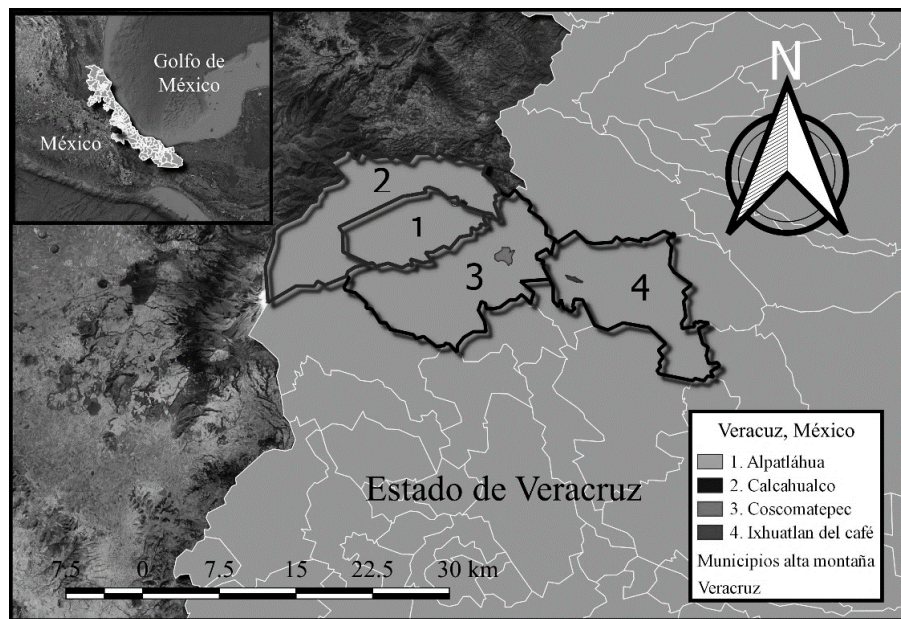 Golfo de
México
México
N
2
1
3
4
Veracuz, México
1. Alpatláhua
2. Calcahualco
3. Coscomatepec
4. Ixhuatlan del café
Municipios alta montaña
Veracruz
Estado de Veracruz
7.5 0 7.5 15 22.5 30 km